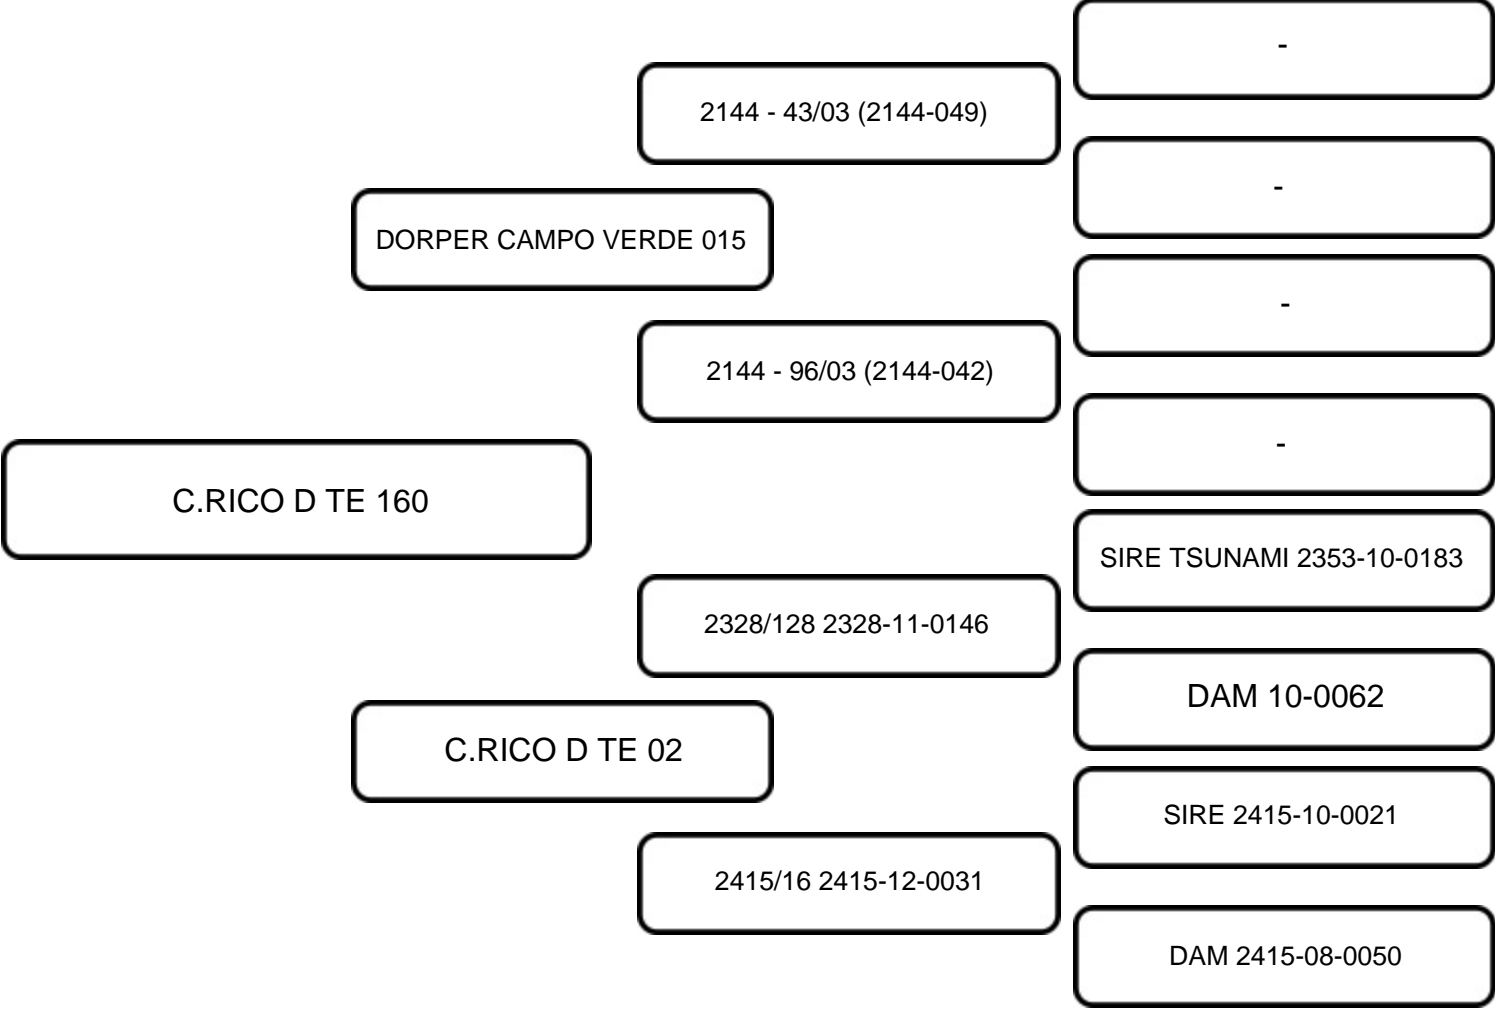 -
2144 - 43/03 (2144-049)
-
DORPER CAMPO VERDE 015
-
2144 - 96/03 (2144-042)
-
C.RICO D TE 160
SIRE TSUNAMI 2353-10-0183
2328/128 2328-11-0146
DAM 10-0062
C.RICO D TE 02
SIRE 2415-10-0021
2415/16 2415-12-0031
DAM 2415-08-0050